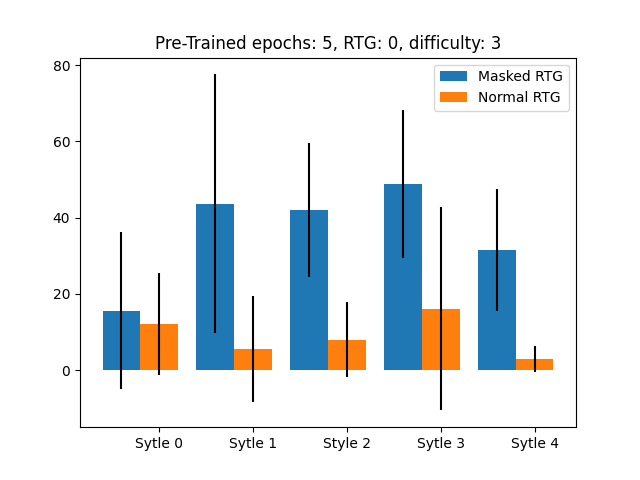 Pre-Trained epochs: 5, RTG: 0, difficulty: 3
80
60
40
20
0
Masked RTG
Normal RTG
Sytle 0
Sytle 1
Style 2
Sytle 3
Sytle 4